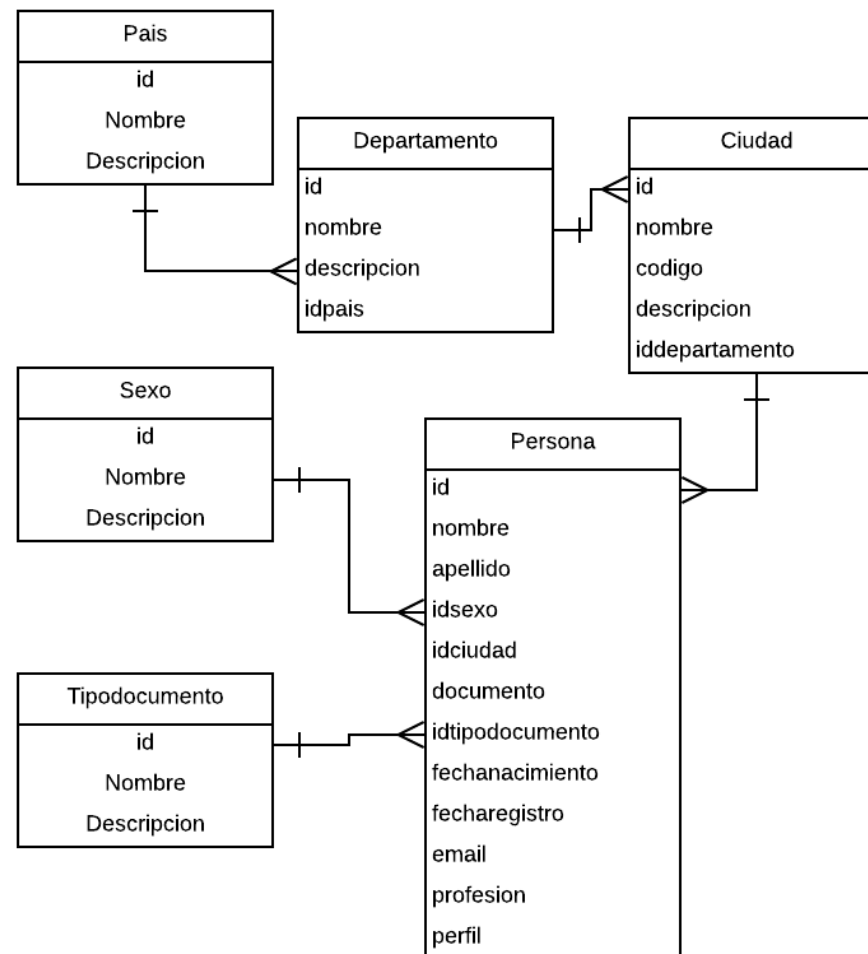 Pais
id
Nombre
Descripcion
Departamento
id
nombre
descripcion
idpais
Ciudad
id
nombre
codigo
descripcion
iddepartamento
Sexo
id
Nombre
Descripcion
Persona
id
nombre
apellido
idsexo
idciudad
documento
idtipodocumento
fechanacimiento
fecharegistro
email
profesion
perfil
Tipodocumento
id
Nombre
Descripcion